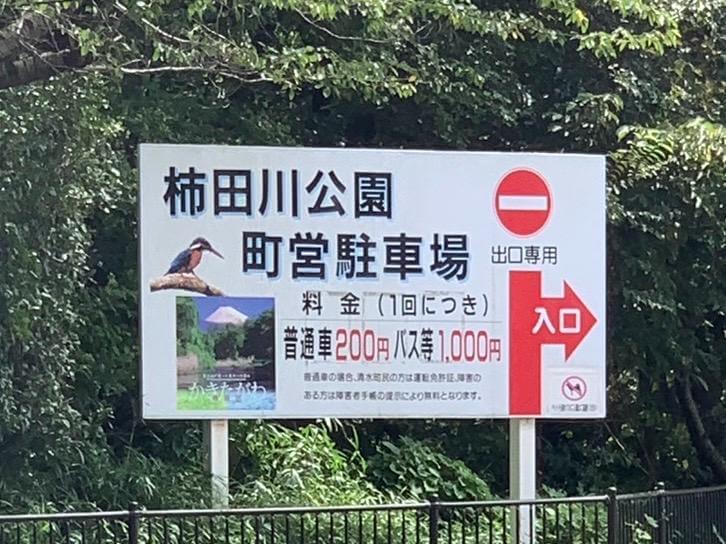 柿田川公園
町営駐車場
出口専用
入口
料金(1回につき)
普通車200円 バス等1,000円
普通車の場合、清水町民の方は運転免許証、障害の
ある方は障害者手帳の提示により無料となります。
かきたがわ